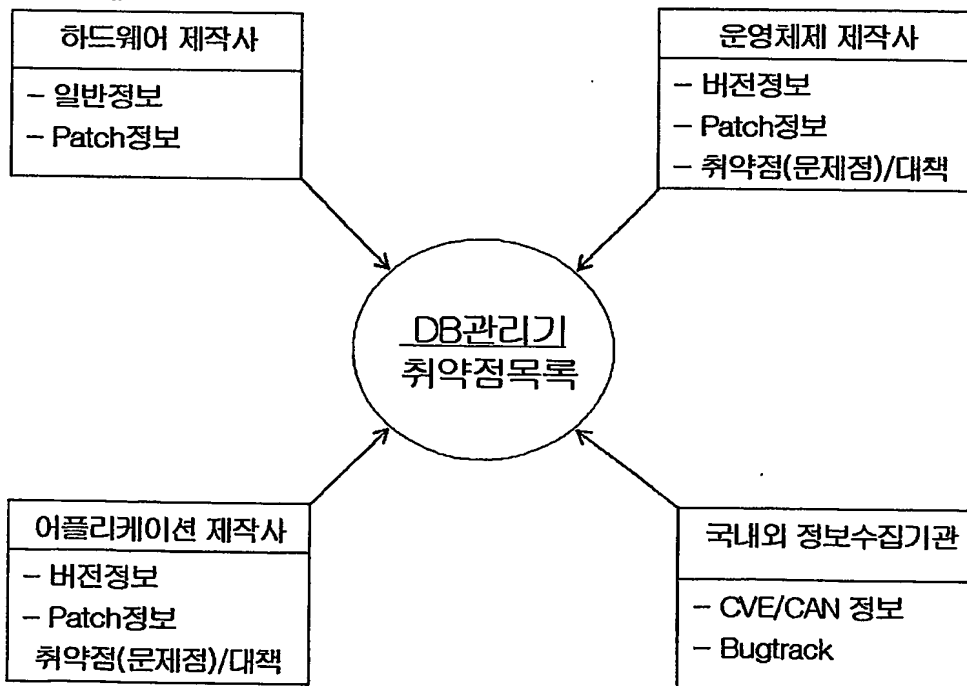 하드웨어 제작사
– 일반정보
– Patch정보
운영체제 제작사
– 버전정보
– Patch정보
– 취약점(문제점)/대책
DB관리기
취약점목록
어플리케이션 제작사
– 버전정보
– Patch정보
취약점(문제점)/대책
국내외 정보수집기관
– CVE/CAN 정보
– Bugtrack